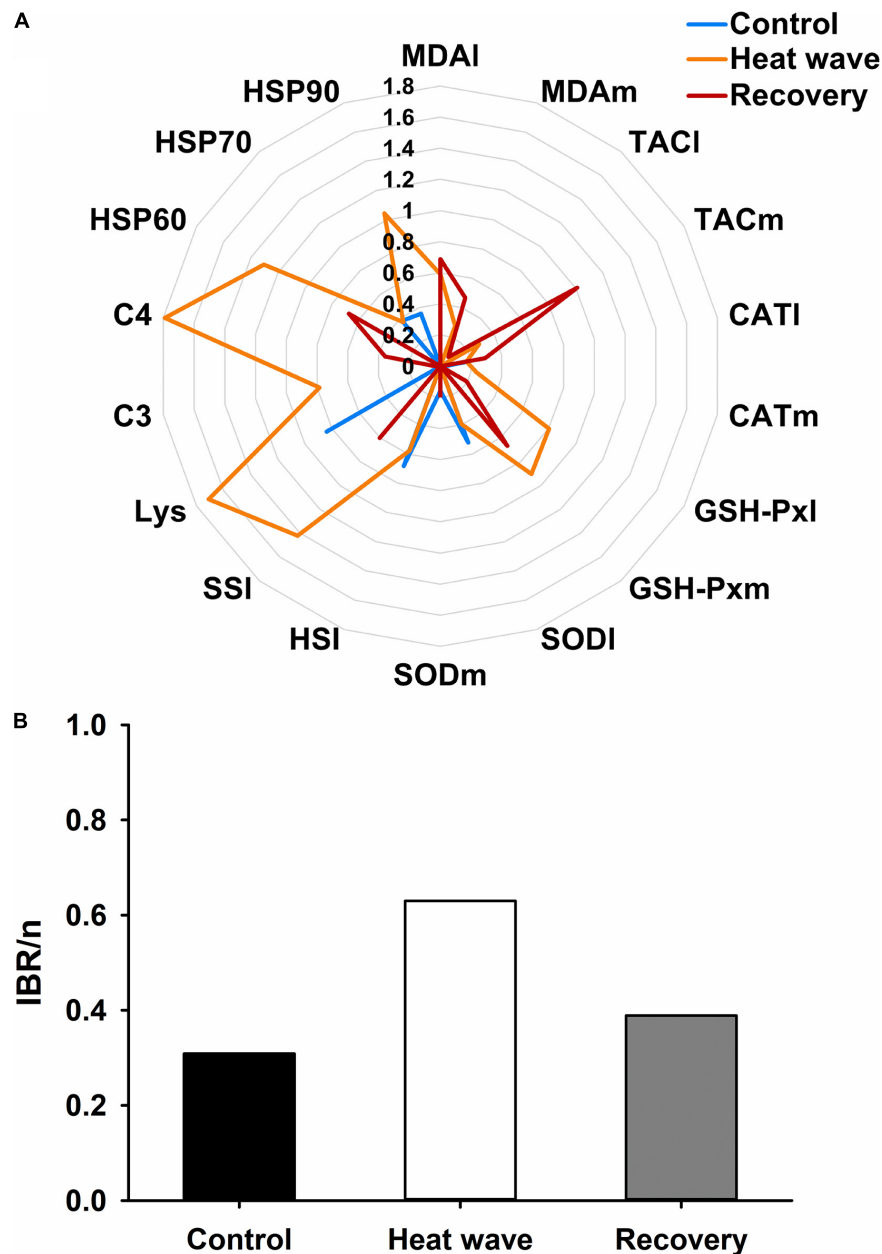 A
Control
Heat wave
Recovery
MDAl
MDAm
TACl
TACm
CATl
CATm
GSH-Pxl
GSH-Pxm
SODl
SODm
HSI
SSI
Lys
C3
C4
HSP60
HSP70
HSP90
1.8
1.6
1.4
1.2
1
0.8
0.6
0.4
0.2
0
B
IBR/n
1.0
0.8
0.6
0.4
0.2
0.0
Control
Heat wave
Recovery